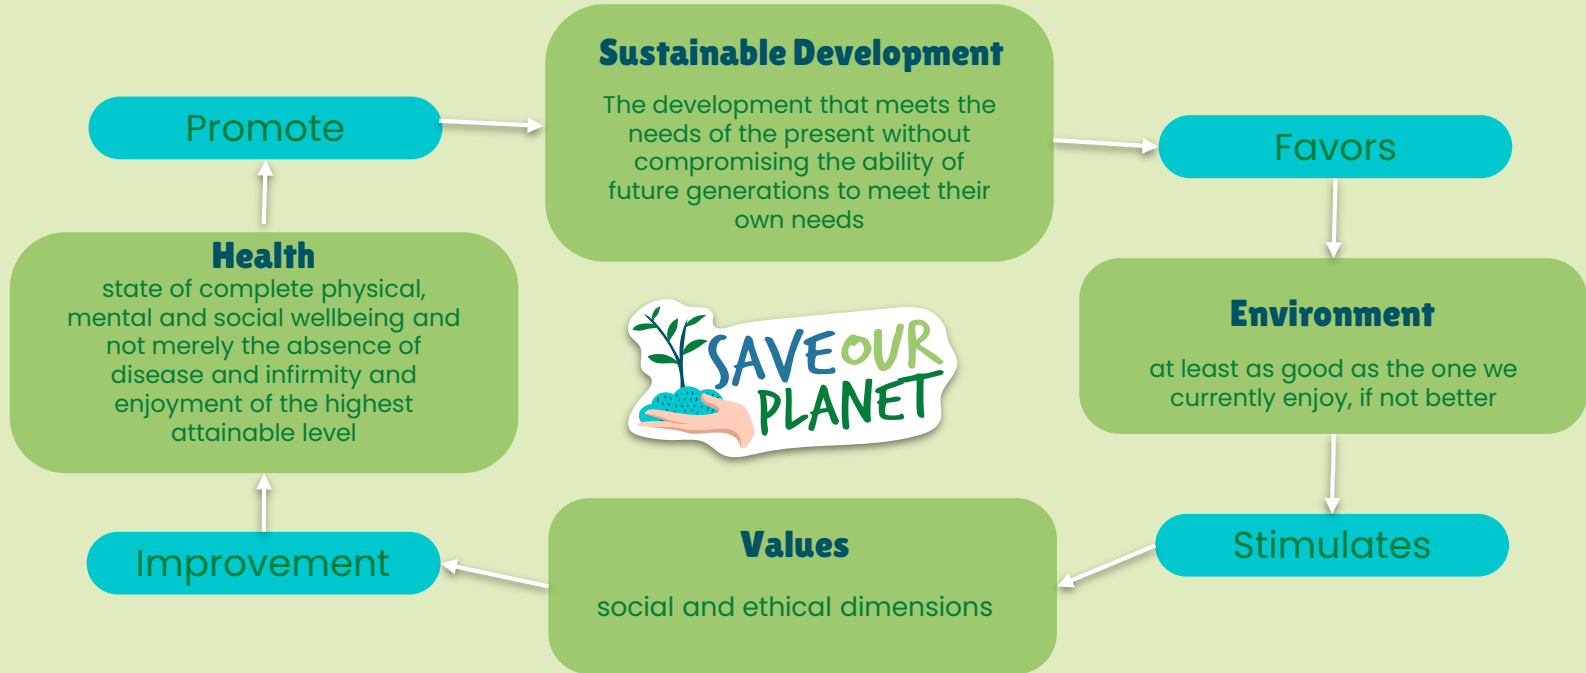 Sustainable Development
The development that meets the
needs of the present without
compromising the ability of
future generations to meet their
own needs
Promote
Favors
Health
state of complete physical,
mental and social wellbeing and
not merely the absence of
disease and infirmity and
enjoyment of the highest
attainable level
Environment
at least as good as the one we
currently enjoy, if not better
SAVE OUR
PLANET
Improvement
Values
social and ethical dimensions
Stimulates